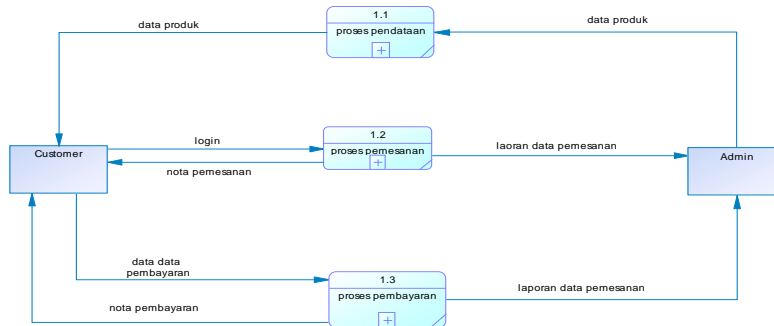 1.1
data produk
data produk
proses pendataan
1.2
login
laoran data pemesanan
proses pemesanan
Customer
Admin
nota pemesanan
data data
pembayaran
1.3
laporan data pemesanan
proses pembayaran
nota pembayaran